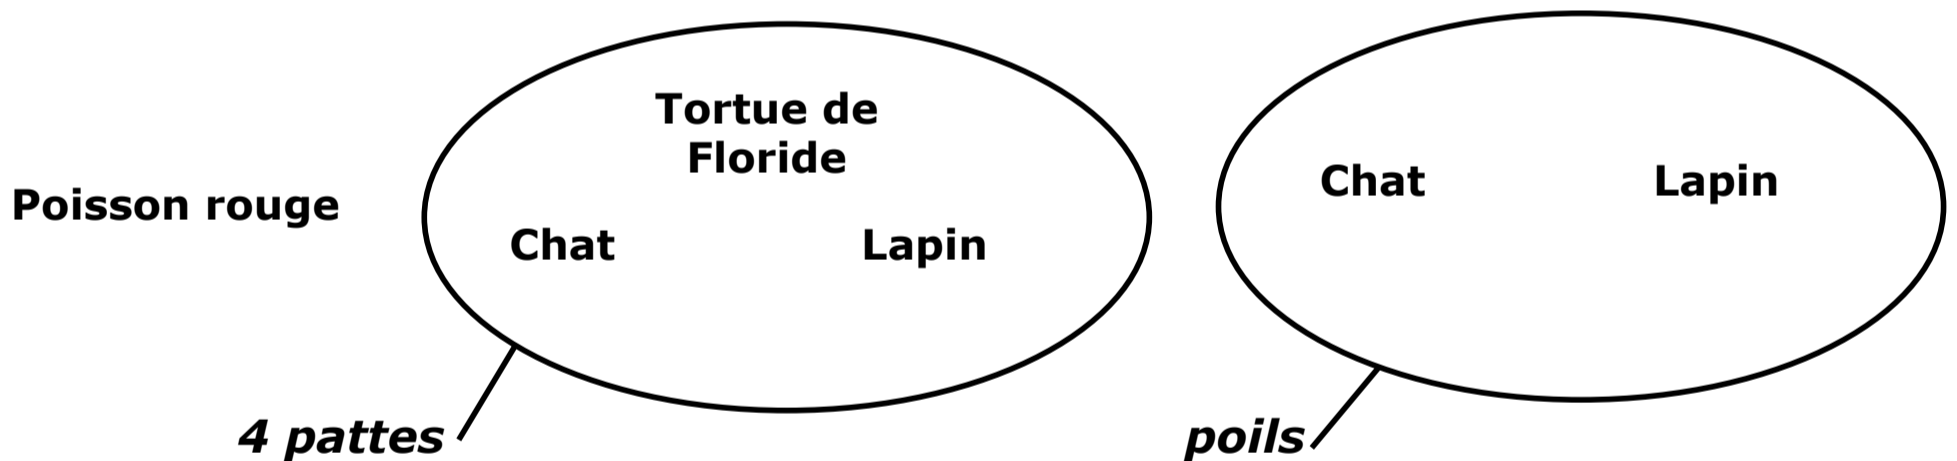 Poisson rouge
Tortue de
Floride
Chat
Lapin
4 pattes
Chat
Lapin
poils